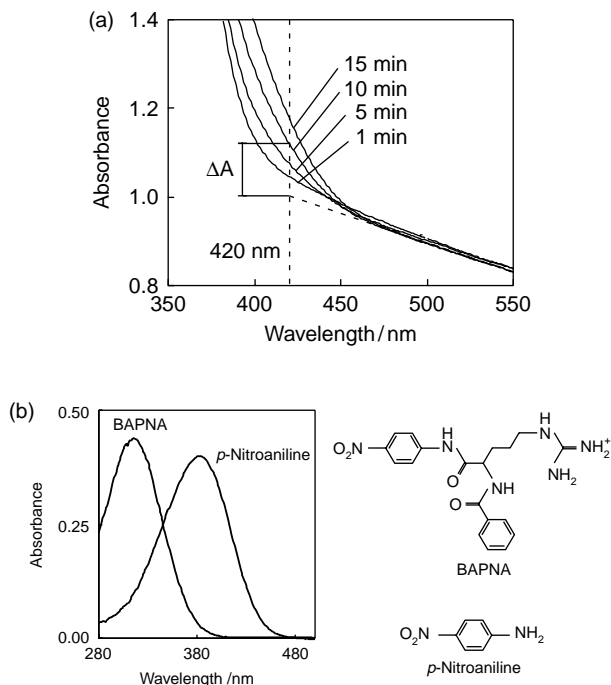 (a)
1.4
1.2
1.0
0.8
Absorbance
15 min
10 min
5 min
1 min
ΔA
420 nm
350 400 450 500 550
Wavelength/nm
(b)
0.50
0.25
0.00
Absorbance
BAPNA
p-Nitroaniline
280 380 480
Wavelength /nm
O₂N
H
N
O
NH
O
H
N
NH₂⁺
NH₂
BAPNA
O₂N
NH₂
p-Nitroaniline